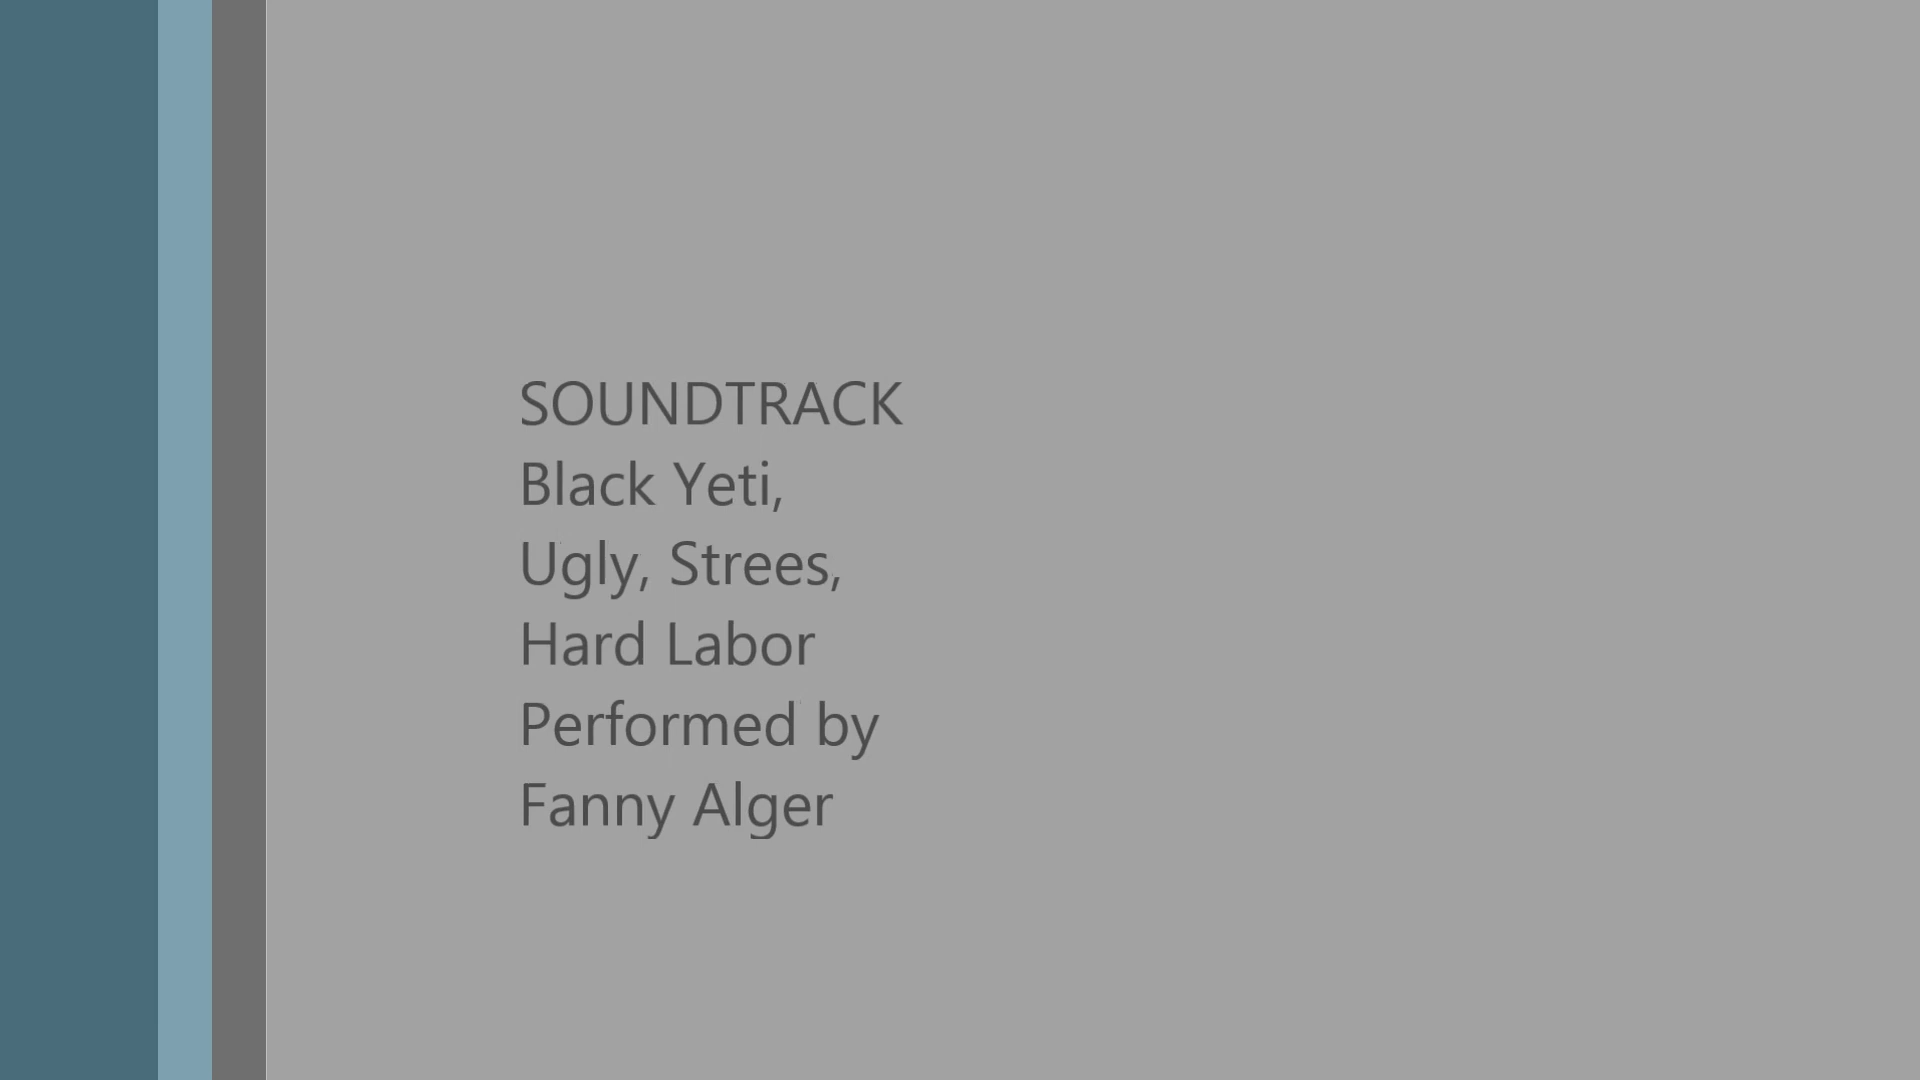 SOUNDTRACK
Black Yeti,
Ugly, Strees,
Hard Labor
Performed by
Fanny Alger